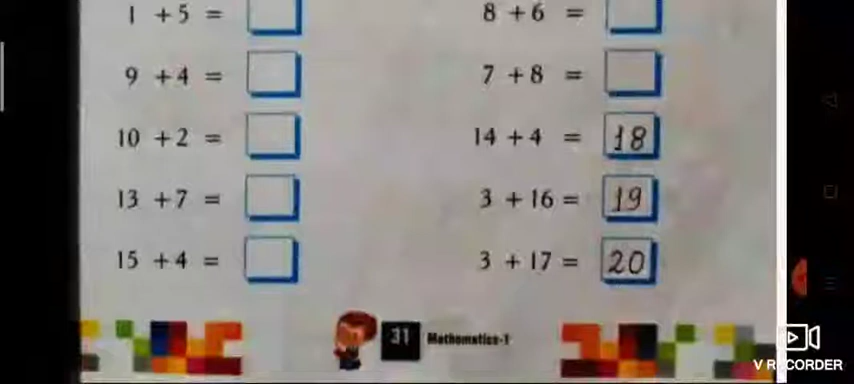 1 + 5 =
8 + 6 =
9 + 4 =
7 + 8 =
10 + 2 =
14 + 4 = 18
13 + 7 =
3 + 16 = 19
15 + 4 =
3 + 17 = 20
31 Mathematics-1
V RECORDER